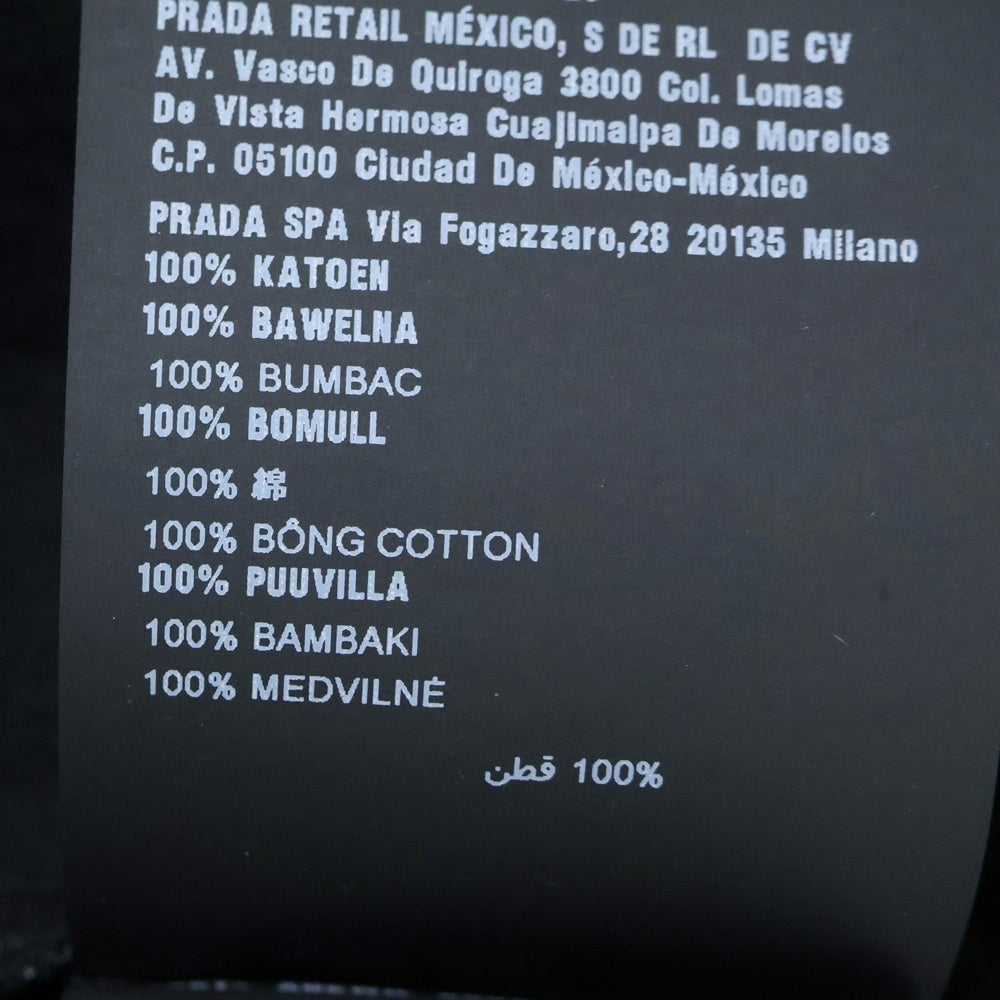 PRADA RETAIL MÉXICO, S DE RL DE CV
AV. Vasco De Quiroga 3800 Col. Lomas
De Vista Hermosa Cuajimalpa De Morelos
C.P. 05100 Ciudad De México-México
PRADA SPA Via Fogazzaro,28 20135 Milano
100% KATOEN
100% BAWELNA
100% BUMBAC
100% BOMULL
100% 綿
100% BÔNG COTTON
100% PUUVILLA
100% BAMBAKI
100% MEDVILNĖ
100% قطن